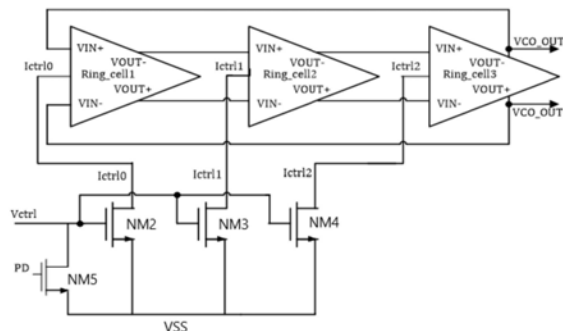 VIN+
VOUT-
Ictrl0
Ring_cell1
VOUT+
VIN-
VIN+
VOUT-
Ictrl1
Ring_cell2
VOUT+
VIN-
VIN+
VOUT-
Ictrl2
Ring_cell3
VOUT+
VIN-
VCO_OUT
VCO_OUT
Ictrl0
Ictrl1
Ictrl2
Vctrl
NM2
NM3
NM4
PD
NM5
VSS